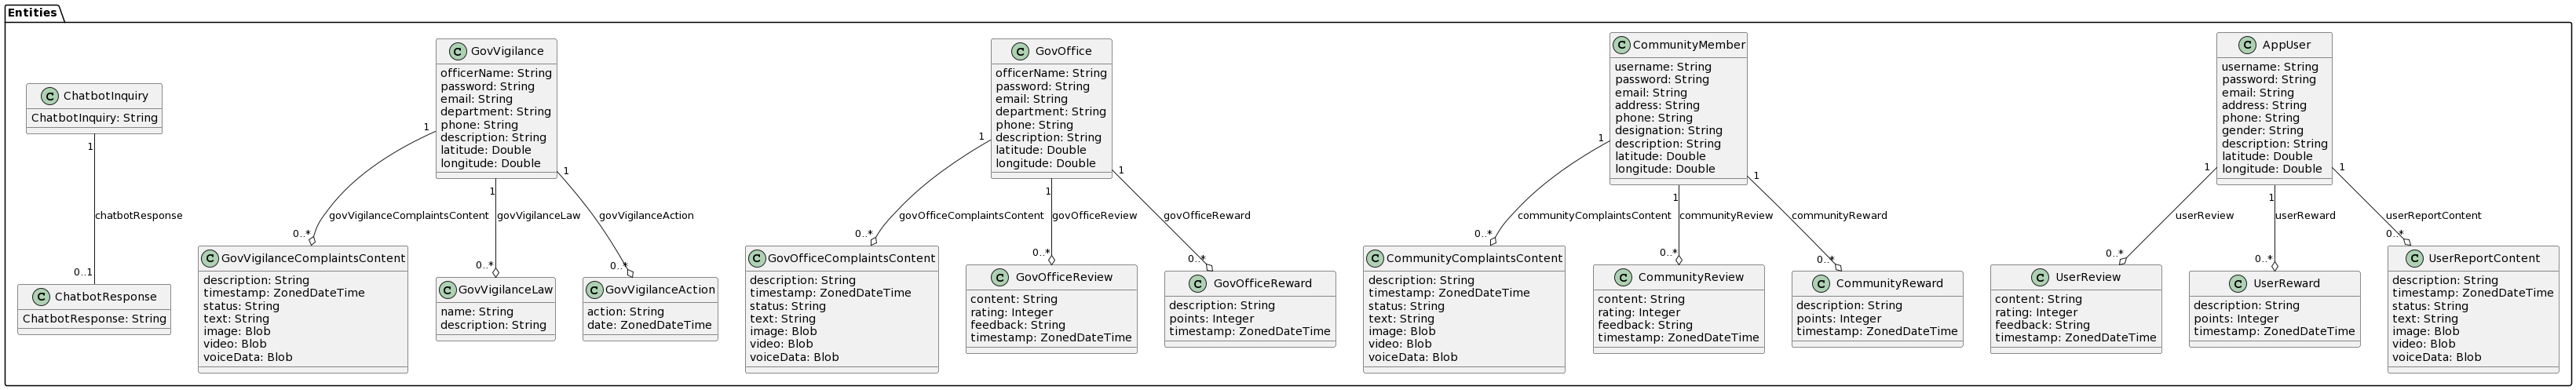 Entities
ChatbotInquiry
ChatbotInquiry: String
1
chatbotResponse
0..1
ChatbotResponse
ChatbotResponse: String
GovVigilance
officerName: String
password: String
email: String
department: String
phone: String
description: String
latitude: Double
longitude: Double
1
1
1
govVigilanceComplaintsContent
govVigilanceLaw
govVigilanceAction
0..*
0..*
0..*
GovVigilanceComplaintsContent
description: String
timestamp: ZonedDateTime
status: String
text: String
image: Blob
video: Blob
voiceData: Blob
GovVigilanceLaw
name: String
description: String
GovVigilanceAction
action: String
date: ZonedDateTime
GovOffice
officerName: String
password: String
email: String
department: String
phone: String
description: String
latitude: Double
longitude: Double
1
1
1
govOfficeComplaintsContent
govOfficeReview
govOfficeReward
0..*
0..*
0..*
GovOfficeComplaintsContent
description: String
timestamp: ZonedDateTime
status: String
text: String
image: Blob
video: Blob
voiceData: Blob
GovOfficeReview
content: String
rating: Integer
feedback: String
timestamp: ZonedDateTime
GovOfficeReward
description: String
points: Integer
timestamp: ZonedDateTime
CommunityMember
username: String
password: String
email: String
address: String
phone: String
designation: String
description: String
latitude: Double
longitude: Double
1
1
1
communityComplaintsContent
communityReview
communityReward
0..*
0..*
0..*
CommunityComplaintsContent
description: String
timestamp: ZonedDateTime
status: String
text: String
image: Blob
video: Blob
voiceData: Blob
CommunityReview
content: String
rating: Integer
feedback: String
timestamp: ZonedDateTime
CommunityReward
description: String
points: Integer
timestamp: ZonedDateTime
AppUser
username: String
password: String
email: String
address: String
phone: String
gender: String
description: String
latitude: Double
longitude: Double
1
1
1
userReview
userReward
userReportContent
0..*
0..*
0..*
UserReview
content: String
rating: Integer
feedback: String
timestamp: ZonedDateTime
UserReward
description: String
points: Integer
timestamp: ZonedDateTime
UserReportContent
description: String
timestamp: ZonedDateTime
status: String
text: String
image: Blob
video: Blob
voiceData: Blob